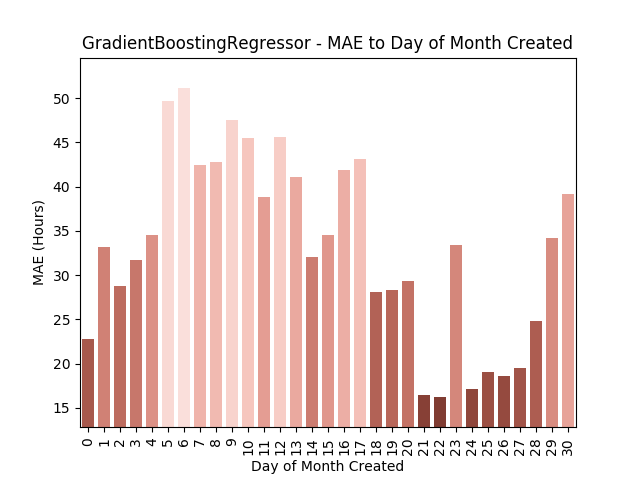 GradientBoostingRegressor - MAE to Day of Month Created
MAE (Hours)
50
45
40
35
30
25
20
15
0 1 2 3 4 5 6 7 8 9 10 11 12 13 14 15 16 17 18 19 20 21 22 23 24 25 26 27 28 29 30
Day of Month Created